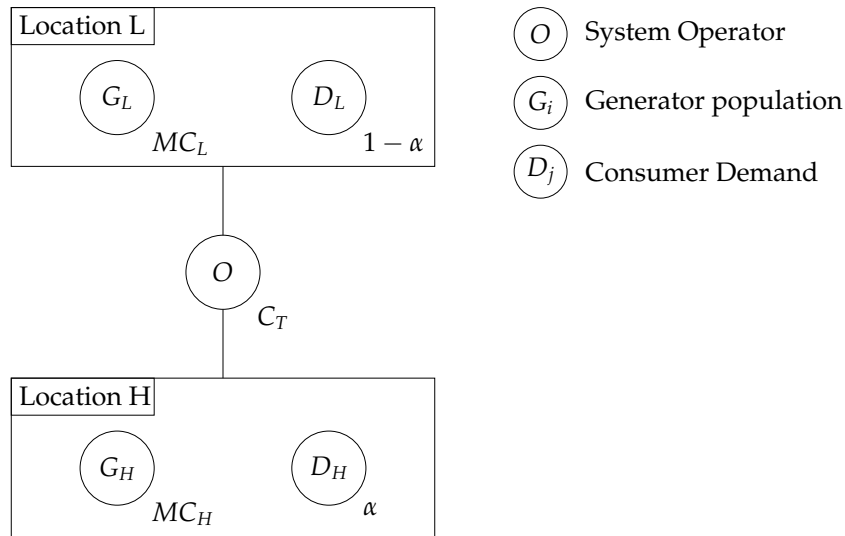 Location L
G_L
D_L
MC_L
1 − α
O
C_T
Location H
G_H
D_H
MC_H
α
O System Operator
G_i Generator population
D_j Consumer Demand